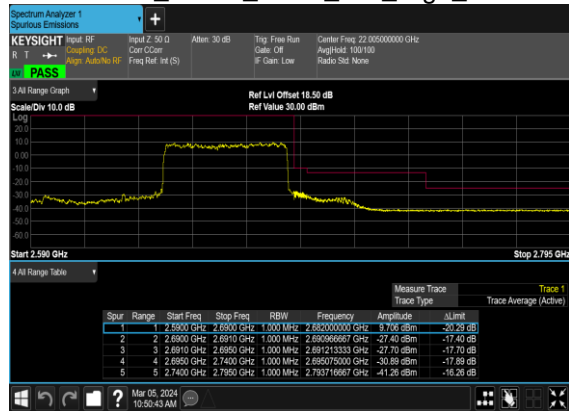 Spectrum Analyzer 1
Spurious Emissions
KEYSIGHT Input: RF Input Z: 50 Ω Atten: 30 dB Trig: Free Run Center Freq: 22.005000000 GHz
R T Coupling: DC Corr CCorr Gate: Off Avg|Hold: 100/100
Align: Auto/No RF Freq Ref: Int (S) IF Gain: Low Radio Std: None
PASS
3 All Range Graph
Ref Lvl Offset 18.50 dB
Scale/Div 10.0 dB Ref Value 30.00 dBm
Log
20.0
10.0
0.00
-10.0
-20.0
-30.0
-40.0
-50.0
-60.0
Start 2.590 GHz Stop 2.795 GHz
4 All Range Table
Measure Trace Trace 1
Trace Type Trace Average (Active)
Spur Range Start Freq Stop Freq RBW Frequency Amplitude ΔLimit
1 1 2.5900 GHz 2.6900 GHz 1.000 MHz 2.682000000 GHz 9.706 dBm -20.29 dB
2 2 2.6900 GHz 2.6910 GHz 1.000 MHz 2.690966667 GHz -27.40 dBm -17.40 dB
3 3 2.6910 GHz 2.6950 GHz 1.000 MHz 2.691213333 GHz -27.70 dBm -17.70 dB
4 4 2.6950 GHz 2.7400 GHz 1.000 MHz 2.695075000 GHz -30.89 dBm -17.89 dB
5 5 2.7400 GHz 2.7950 GHz 1.000 MHz 2.793716667 GHz -41.26 dBm -16.26 dB
Mar 05, 2024
10:50:43 AM